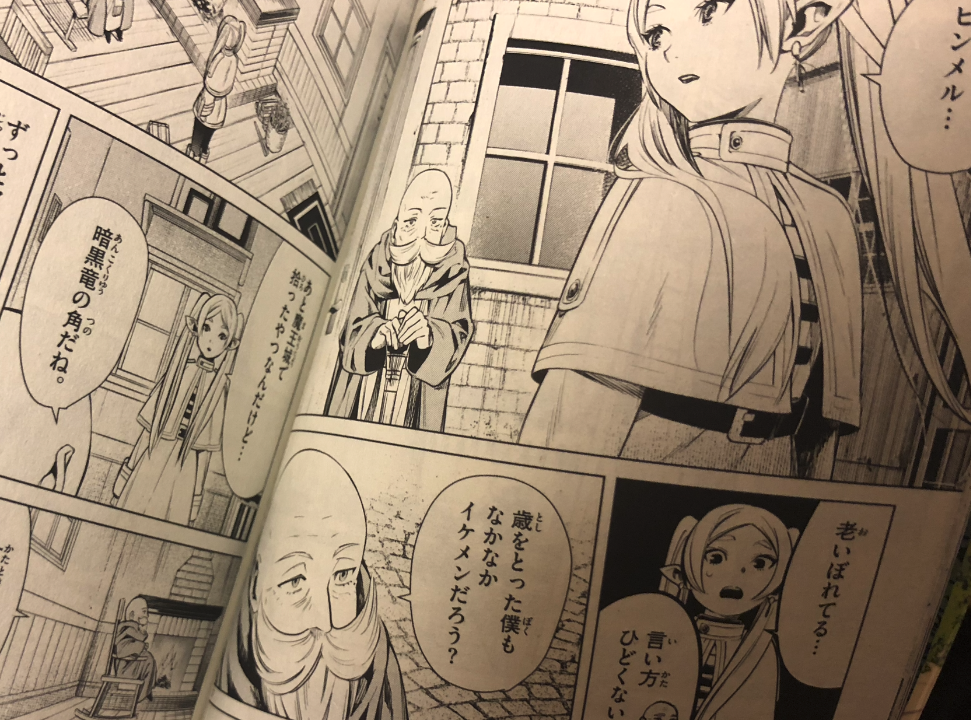 ヒンメル…
老いぼれてる…
言い方
ひどくない
歳をとった僕も
なかなか
イケメンだろう?
あと魔王城で
拾ったやつなんだけど…
暗黒竜の角だね。